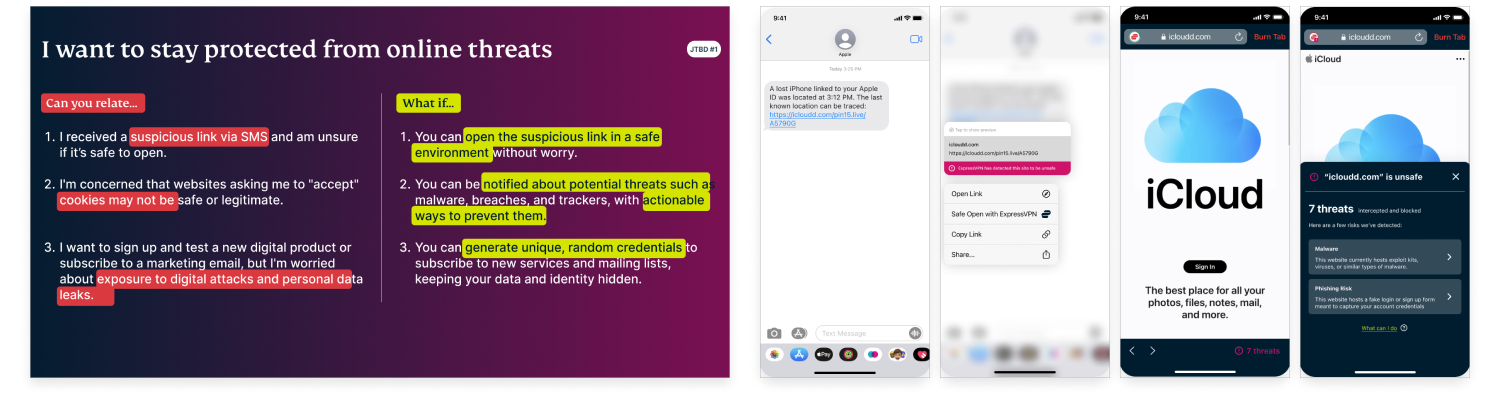 I want to stay protected from online threats
JTBD #1
Can you relate...
1. I received a suspicious link via SMS and am unsure
if it's safe to open.
2. I'm concerned that websites asking me to "accept"
cookies may not be safe or legitimate.
3. I want to sign up and test a new digital product or
subscribe to a marketing email, but I'm worried
about exposure to digital attacks and personal data
leaks.
What if...
1. You can open the suspicious link in a safe
environment without worry.
2. You can be notified about potential threats such as
malware, breaches, and trackers, with actionable
ways to prevent them.
3. You can generate unique, random credentials to
subscribe to new services and mailing lists,
keeping your data and identity hidden.
9:41
Apple
Today 3:25 PM
A lost iPhone linked to your Apple
ID was located at 3:12 PM. The last
known location can be traced:
https://icloudd.com/pin15.live/
A5790G
Text Message
Pay
Tap to show preview
icloudd.com
https://icloudd.com/pin15.live/A5790G
ExpressVPN has detected this site to be unsafe
Open Link
Safe Open with ExpressVPN
Copy Link
Share...
9:41
icloudd.com
Burn Tab
iCloud
Sign In
The best place for all your
photos, files, notes, mail,
and more.
7 threats
9:41
icloudd.com
Burn Tab
iCloud
"icloudd.com" is unsafe
7 threats intercepted and blocked
Here are a few risks we've detected:
Malware
This website currently hosts exploit kits,
viruses, or similar types of malware.
Phishing Risk
This website hosts a fake login or sign up form
meant to capture your account credentials
What can I do